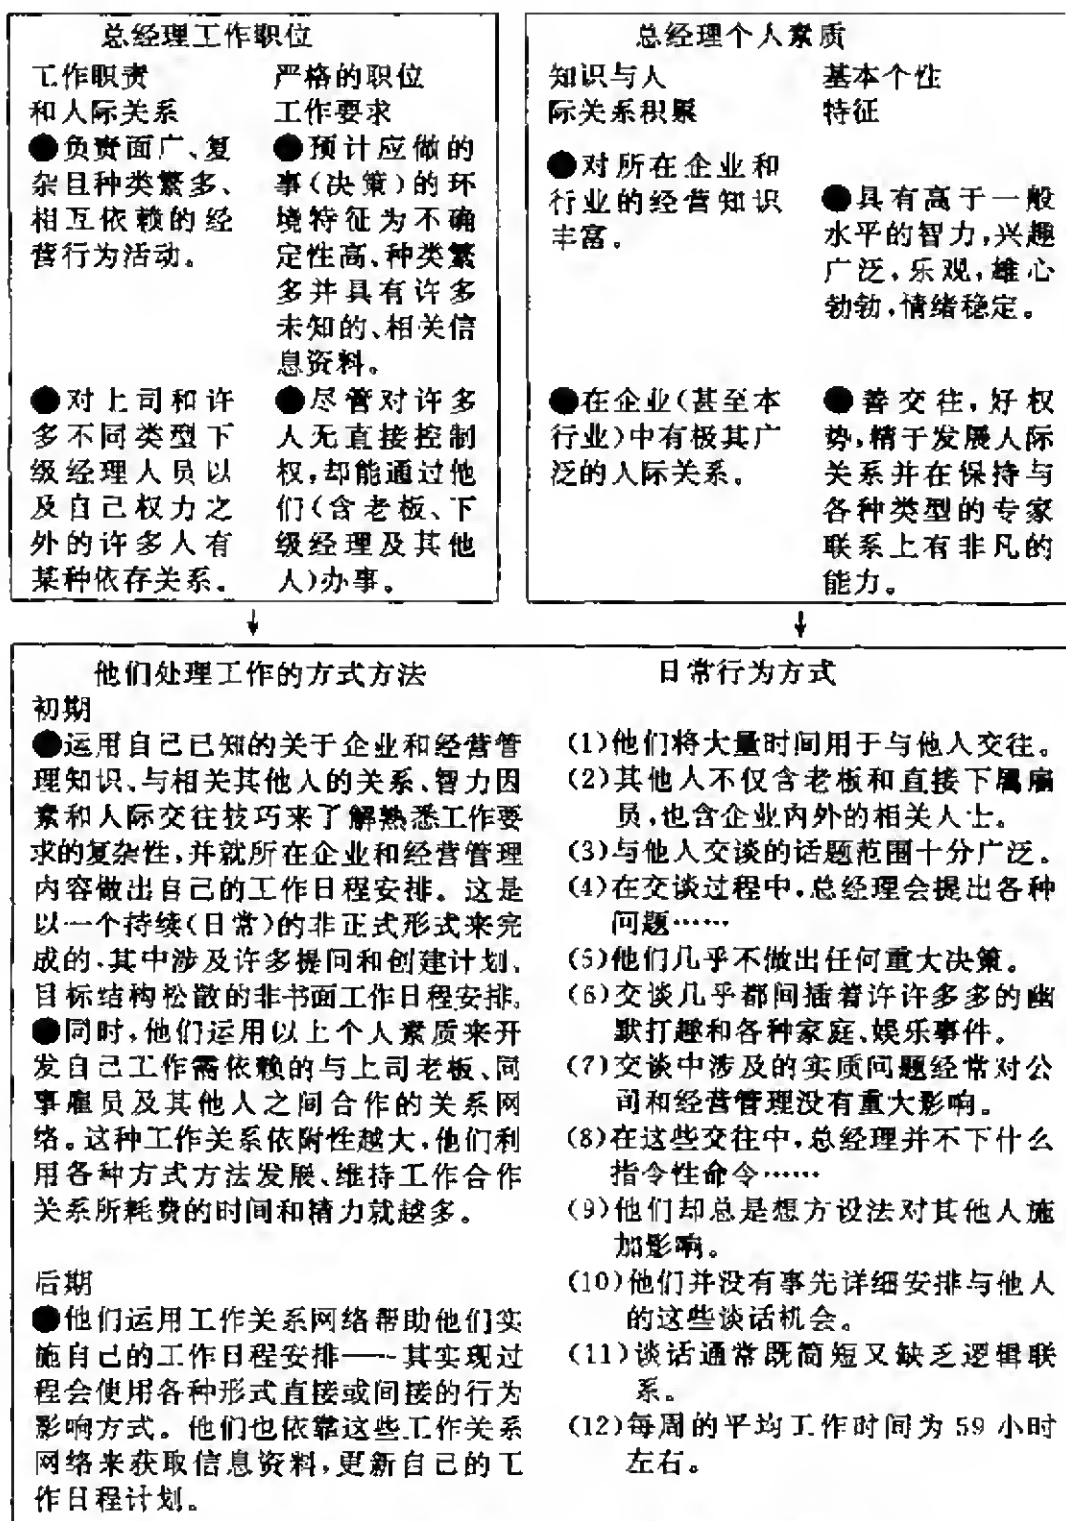 总经理工作职位
工作职责
和人际关系
●负责面广、复
杂且种类繁多、
相互依赖的经
营行为活动。
●对上司和许
多不同类型下
级经理人员以
及自己权力之
外的许多人有
某种依存关系。
严格的职位
工作要求
●预计应做的
事(决策)的环
境特征为不确
定性高、种类繁
多并具有许多
未知的、相关信
息资料。
●尽管对许多
人无直接控制
权,却能通过他
们(含老板、下
级经理及其他
人)办事。
总经理个人素质
知识与人
际关系积累
●对所在企业和
行业的经营知识
丰富。
●在企业(甚至本
行业)中有极其广
泛的人际关系。
基本个性
特征
●具有高于一般
水平的智力,兴趣
广泛,乐观,雄心
勃勃,情绪稳定。
●善交往,好权
势,精于发展人际
关系并在保持与
各种类型的专家
联系上有非凡的
能力。
他们处理工作的方式方法
初期
●运用自己已知的关于企业和经营管
理知识、与相关其他人的关系、智力因
素和人际交往技巧来了解熟悉工作要
求的复杂性,并就所在企业和经营管理
内容做出自己的工作日程安排。这是
以一个持续(日常)的非正式形式来完
成的,其中涉及许多提问和创建计划、
目标结构松散的非书面工作日程安排。
●同时,他们运用以上个人素质来开
发自己工作需依赖的与上司老板、同
事雇员及其他人之间合作的关系网
络。这种工作关系依附性越大,他们利
用各种方式方法发展、维持工作合作
关系所耗费的时间和精力就越多。
后期
●他们运用工作关系网络帮助他们实
施自己的工作日程安排——其实现过
程会使用各种形式直接或间接的行为
影响方式。他们也依靠这些工作关系
网络来获取信息资料,更新自己的工
作日程计划。
日常行为方式
(1)他们将大量时间用于与他人交往。
(2)其他人不仅含老板和直接下属雇
员,也含企业内外的相关人士。
(3)与他人交谈的话题范围十分广泛。
(4)在交谈过程中,总经理会提出各种
问题……
(5)他们几乎不做出任何重大决策。
(6)交谈几乎都间插着许许多多的幽
默打趣和各种家庭、娱乐事件。
(7)交谈中涉及的实质问题经常对公
司和经营管理没有重大影响。
(8)在这些交往中,总经理并不下什么
指令性命令……
(9)他们却总是想方设法对其他人施
加影响。
(10)他们并没有事先详细安排与他人
的这些谈话机会。
(11)谈话通常既简短又缺乏逻辑联
系。
(12)每周的平均工作时间为 59 小时
左右。